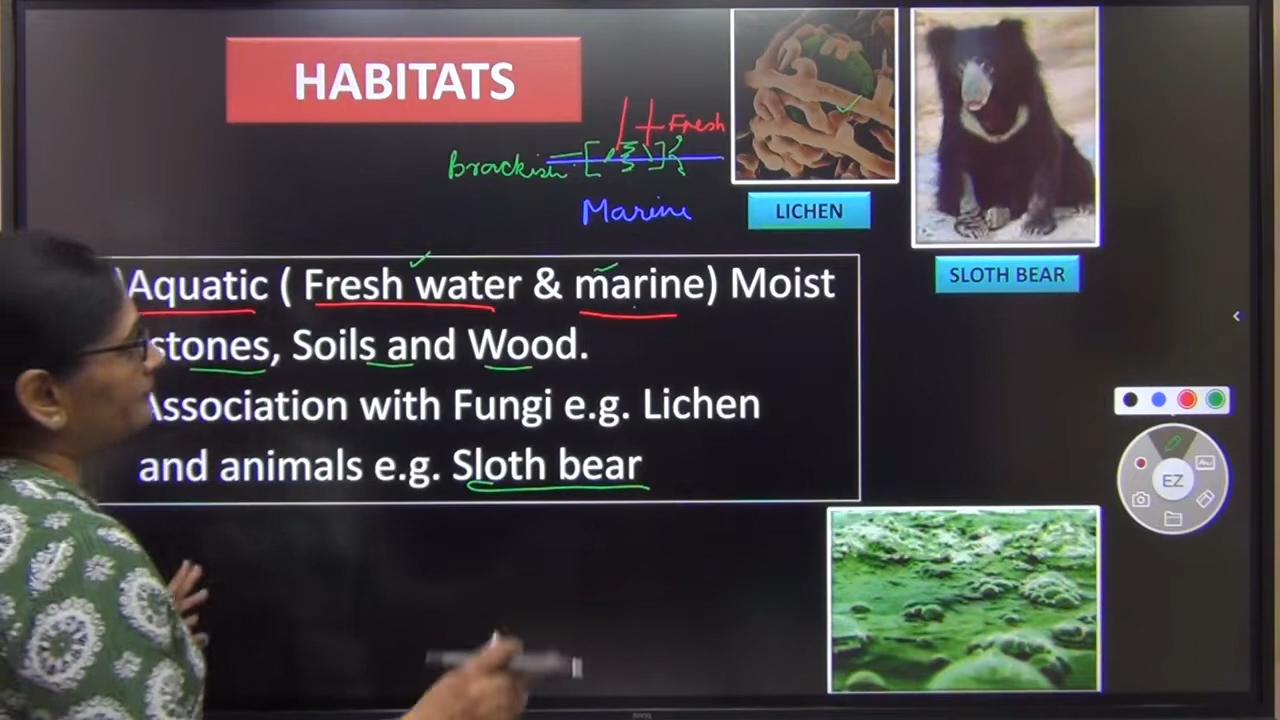 HABITATS
Fresh
Brackish
Marine
LICHEN
SLOTH BEAR
Aquatic ( Fresh water & marine) Moist
stones, Soils and Wood.
Association with Fungi e.g. Lichen
and animals e.g. Sloth bear
EZ